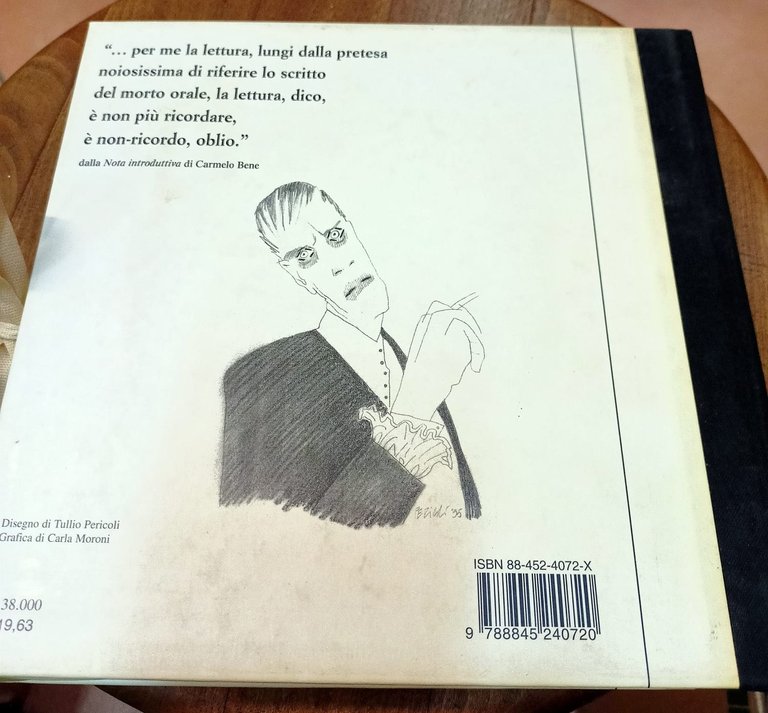 “… per me la lettura, lungi dalla pretesa
noiosissima di riferire lo scritto
del morto orale, la lettura, dico,
è non più ricordare,
è non-ricordo, oblio.”
dalla Nota introduttiva di Carmelo Bene
Disegno di Tullio Pericoli
Grafica di Carla Moroni
38.000
19,63
ISBN 88-452-4072-X
9 788845 240720